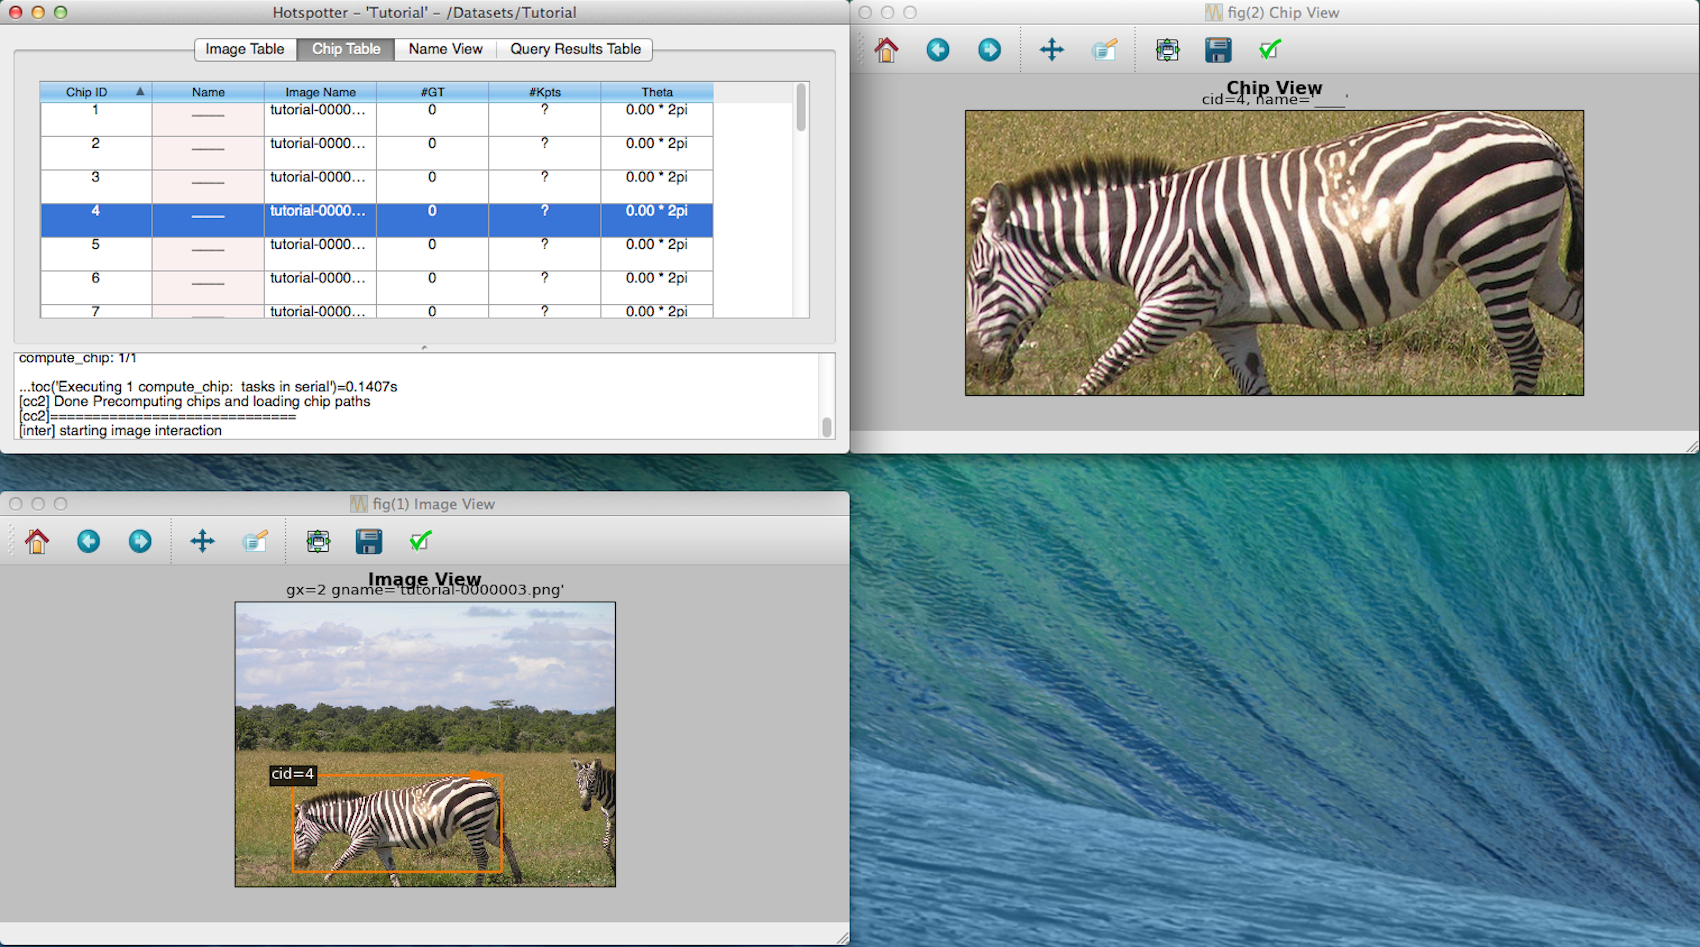 Hotspotter – 'Tutorial' – /Datasets/Tutorial
Image Table Chip Table Name View Query Results Table
Chip ID Name Image Name #GT #Kpts Theta
1 ____ tutorial-0000... 0 ? 0.00 * 2pi
2 ____ tutorial-0000... 0 ? 0.00 * 2pi
3 ____ tutorial-0000... 0 ? 0.00 * 2pi
4 ____ tutorial-0000... 0 ? 0.00 * 2pi
5 ____ tutorial-0000... 0 ? 0.00 * 2pi
6 ____ tutorial-0000... 0 ? 0.00 * 2pi
7 ____ tutorial-0000... 0 ? 0.00 * 2pi
compute_chip: 1/1
...toc('Executing 1 compute_chip:  tasks in serial')=0.1407s
[cc2] Done Precomputing chips and loading chip paths
[cc2]=============================
[inter] starting image interaction
fig(2) Chip View
Chip View
cid=4, name='____'
fig(1) Image View
Image View
gx=2 gname='tutorial-0000003.png'
cid=4